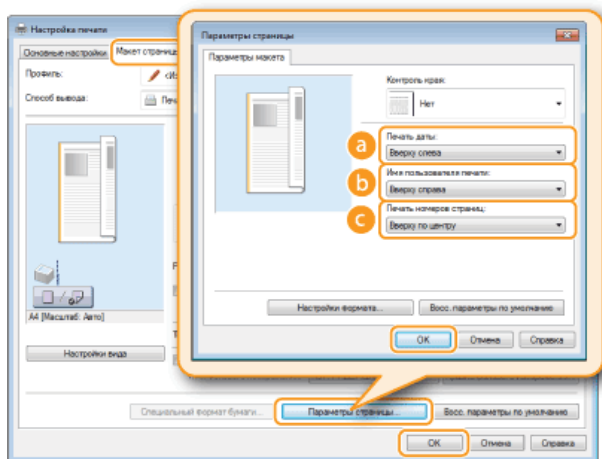 Настройка печати
Основные настройки
Макет страницы
Профиль:
Способ вывода:
A4 [Масштаб: Авто]
Настройки вида
Специальный формат бумаги...
Параметры страницы...
Восс. параметры по умолчанию
OK
Отмена
Справка
Параметры страницы
Параметры макета
Контроль края:
Нет
a
Печать даты:
Вверху слева
b
Имя пользователя печати:
Вверху справа
c
Печать номеров страниц:
Вверху по центру
Настройки формата...
Восс. параметры по умолчанию
OK
Отмена
Справка